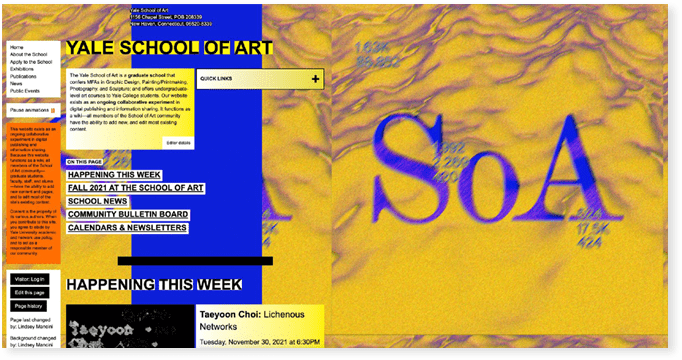 Yale School of Art
1156 Chapel Street, POB 208339
New Haven, Connecticut, 06520-8339
YALE SCHOOL OF ART
Home
About the School
Apply to the School
Exhibitions
Publications
News
Public Events
Pause animations
This website exists as an
ongoing collaborative
experiment in digital
publishing and
information sharing.
Because this website
functions as a wiki,
all members of the School
of Art community—
graduate students,
faculty, staff, and alums
—have the ability to add
new content and pages,
and to edit most of the
site's existing content.
Content is the property of
its various authors. When
you contribute to this site,
you agree to abide by
Yale University academic
and network use policy,
and to act as a
responsible member of
our community.
Visitor: Log in
Edit this page
Page history
Page last changed
by: Lindsey Mancini
Background changed
by: Lindsey Mancini
The Yale School of Art is a graduate school that
confers MFAs in Graphic Design, Painting/Printmaking,
Photography, and Sculpture; and offers undergraduate-
level art courses to Yale College students. Our website
exists as an ongoing collaborative experiment in
digital publishing and information sharing. It functions as
a wiki—all members of the School of Art community
have the ability to add new, and edit most existing
content.
Editor details
QUICK LINKS +
ON THIS PAGE
HAPPENING THIS WEEK
FALL 2021 AT THE SCHOOL OF ART
SCHOOL NEWS
COMMUNITY BULLETIN BOARD
CALENDARS & NEWSLETTERS
HAPPENING THIS WEEK
Taeyoon
Choi
Taeyoon Choi: Lichenous
Networks
Tuesday, November 30, 2021 at 6:30PM
1.63K
SoA
1992
2,289
420
17.5K
424